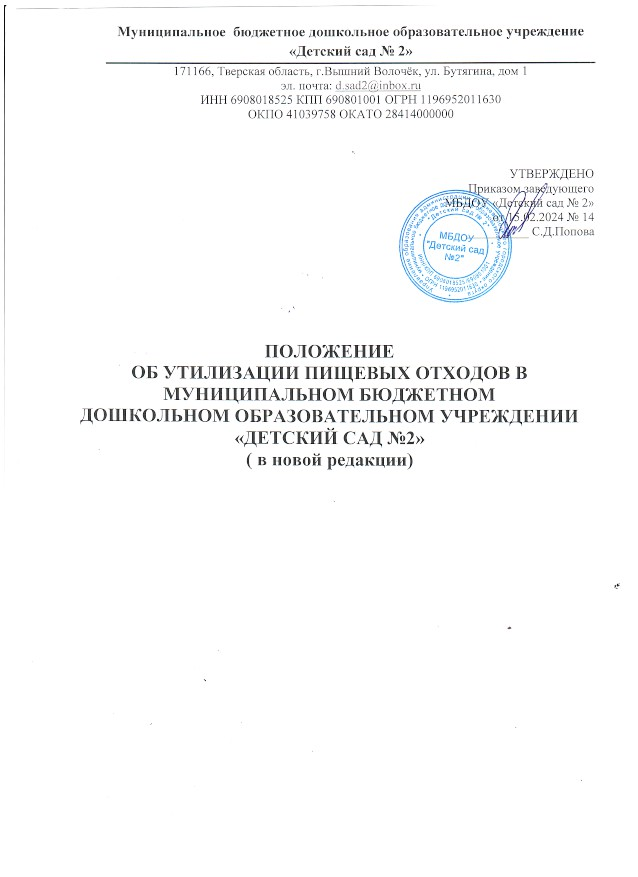 Муниципальное бюджетное дошкольное образовательное учреждение
«Детский сад № 2»
171166, Тверская область, г.Вышний Волочёк, ул. Бутягина, дом 1
эл. почта: d.sad2@inbox.ru
ИНН 6908018525 КПП 690801001 ОГРН 1196952011630
ОКПО 41039758 ОКАТО 28414000000
УТВЕРЖДЕНО
Приказом заведующего
МБДОУ «Детский сад № 2»
от 15.02.2024 № 14
С.Д.Попова
МБДОУ
"Детский сад
№2"
ПОЛОЖЕНИЕ
ОБ УТИЛИЗАЦИИ ПИЩЕВЫХ ОТХОДОВ В
МУНИЦИПАЛЬНОМ БЮДЖЕТНОМ
ДОШКОЛЬНОМ ОБРАЗОВАТЕЛЬНОМ УЧРЕЖДЕНИИ
«ДЕТСКИЙ САД №2»
( в новой редакции)